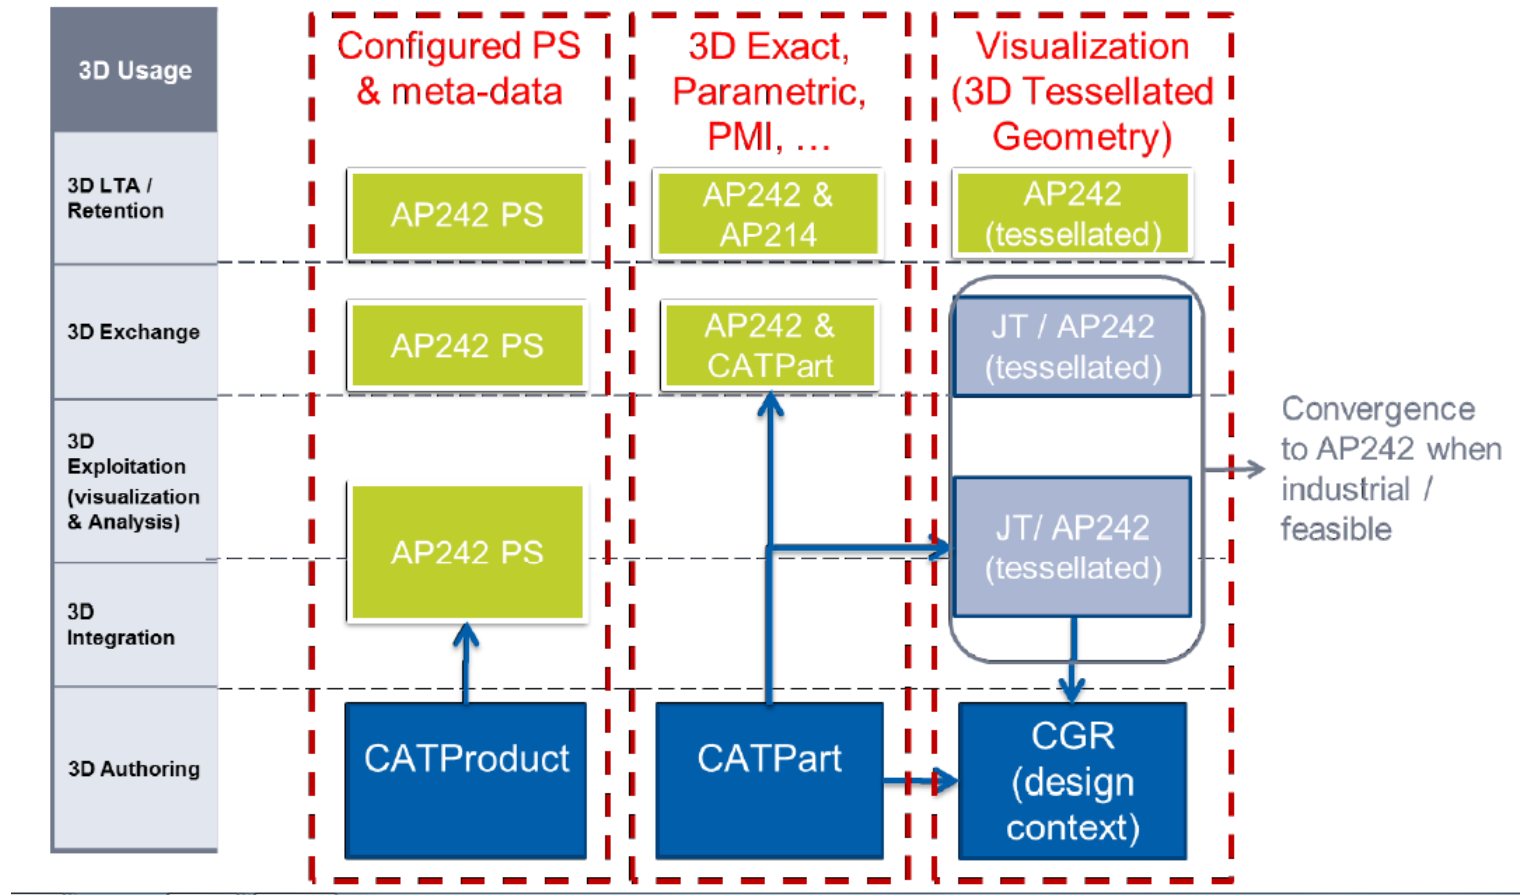 3D Usage
Configured PS
& meta-data
3D Exact,
Parametric,
PMI, ...
Visualization
(3D Tessellated
Geometry)
3D LTA /
Retention
AP242 PS
AP242 &
AP214
AP242
(tessellated)
3D Exchange
AP242 PS
AP242 &
CATPart
JT / AP242
(tessellated)
3D
Exploitation
(visualization
& Analysis)
AP242 PS
JT/ AP242
(tessellated)
Convergence
to AP242 when
industrial /
feasible
3D
Integration
3D Authoring
CATProduct
CATPart
CGR
(design
context)